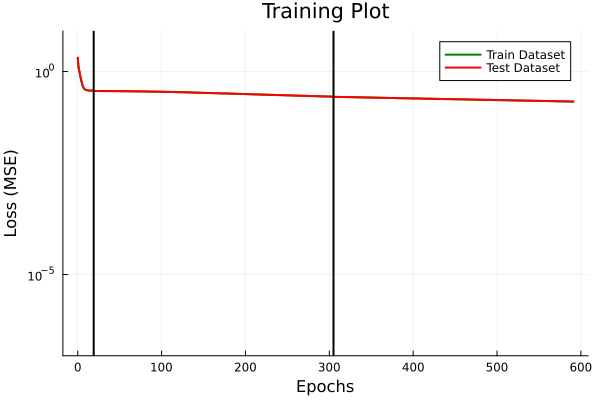 Training Plot
Train Dataset
Test Dataset
10⁰
10⁻⁵
Loss (MSE)
0 100 200 300 400 500 600
Epochs